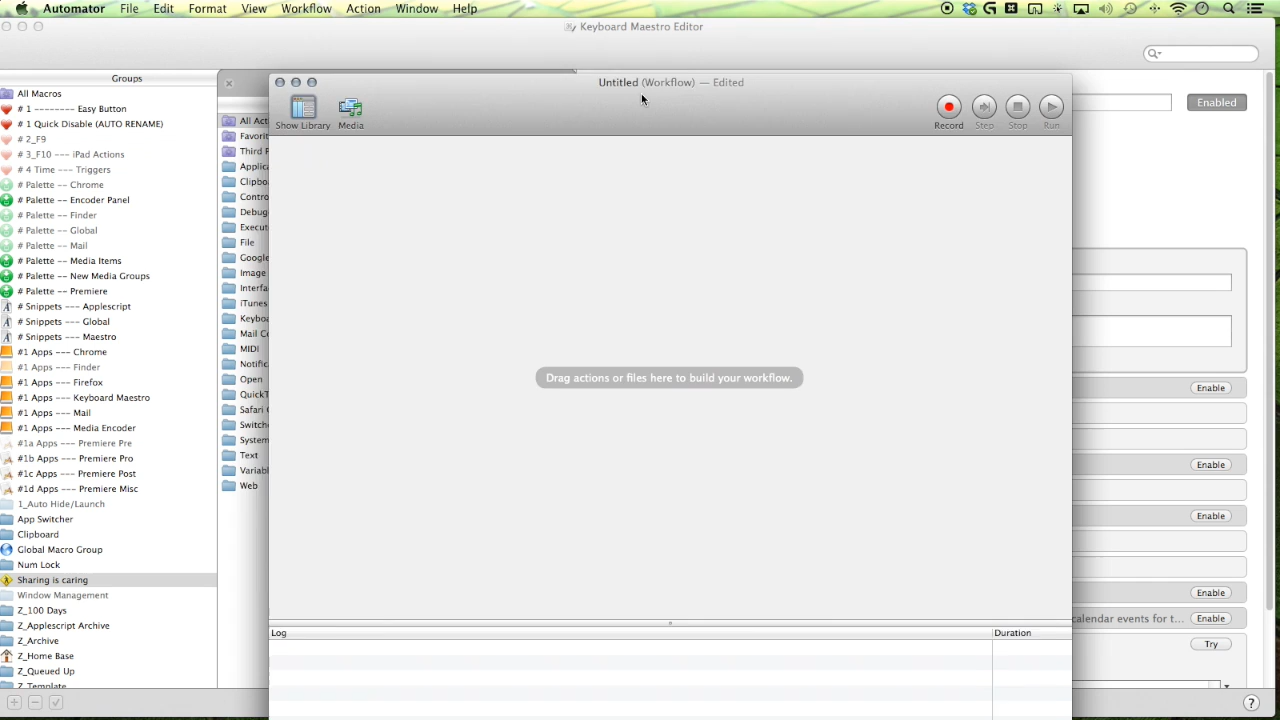 Automator File Edit Format View Workflow Action Window Help
Keyboard Maestro Editor
Groups
All Macros
# 1 -------- Easy Button
# 1 Quick Disable (AUTO RENAME)
# 2_F9
# 3_F10 --- iPad Actions
# 4 Time --- Triggers
# Palette -- Chrome
# Palette -- Encoder Panel
# Palette -- Finder
# Palette -- Global
# Palette -- Mail
# Palette -- Media Items
# Palette -- New Media Groups
# Palette -- Premiere
# Snippets --- Applescript
# Snippets --- Global
# Snippets --- Maestro
#1 Apps --- Chrome
#1 Apps --- Finder
#1 Apps --- Firefox
#1 Apps --- Keyboard Maestro
#1 Apps --- Mail
#1 Apps --- Media Encoder
#1a Apps --- Premiere Pre
#1b Apps --- Premiere Pro
#1c Apps --- Premiere Post
#1d Apps --- Premiere Misc
1_Auto Hide/Launch
App Switcher
Clipboard
Global Macro Group
Num Lock
Sharing is caring
Window Management
Z_100 Days
Z_Applescript Archive
Z_Archive
Z_Home Base
Z_Queued Up
Z_Template
All Act
Favorit
Third P
Applica
Clipbo
Contro
Debug
Execut
File
Google
Image
Interfa
iTunes
Keybo
Mail Co
MIDI
Notific
Open
QuickT
Safari C
Switch
System
Text
Variab
Web
Untitled (Workflow) — Edited
Show Library Media
Record Step Stop Run
Drag actions or files here to build your workflow.
Log Duration
Enabled
Enable
Enable
Enable
Enable
calendar events for t... Enable
Try
?